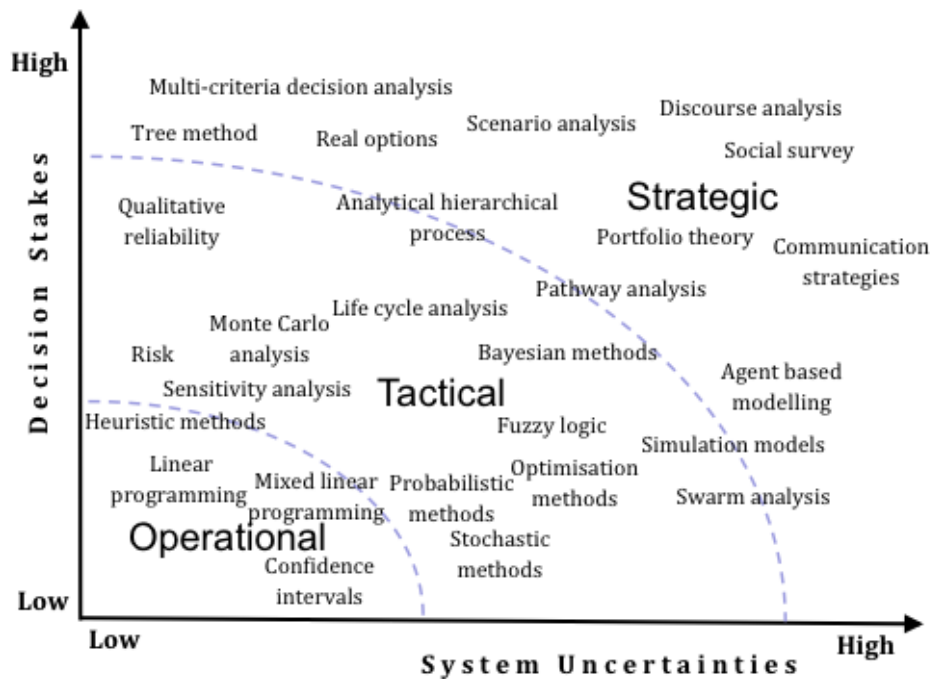 High
Multi-criteria decision analysis
Discourse analysis
Tree method
Real options
Scenario analysis
Social survey
Strategic
Qualitative
reliability
Analytical hierarchical
process
Portfolio theory
Communication
strategies
Pathway analysis
Life cycle analysis
Monte Carlo
analysis
Risk
Bayesian methods
Agent based
modelling
Sensitivity analysis
Tactical
Heuristic methods
Fuzzy logic
Simulation models
Linear
programming
Mixed linear
programming
Probabilistic
methods
Optimisation
methods
Swarm analysis
Operational
Stochastic
methods
Confidence
intervals
Decision Stakes
Low
Low
High
System Uncertainties